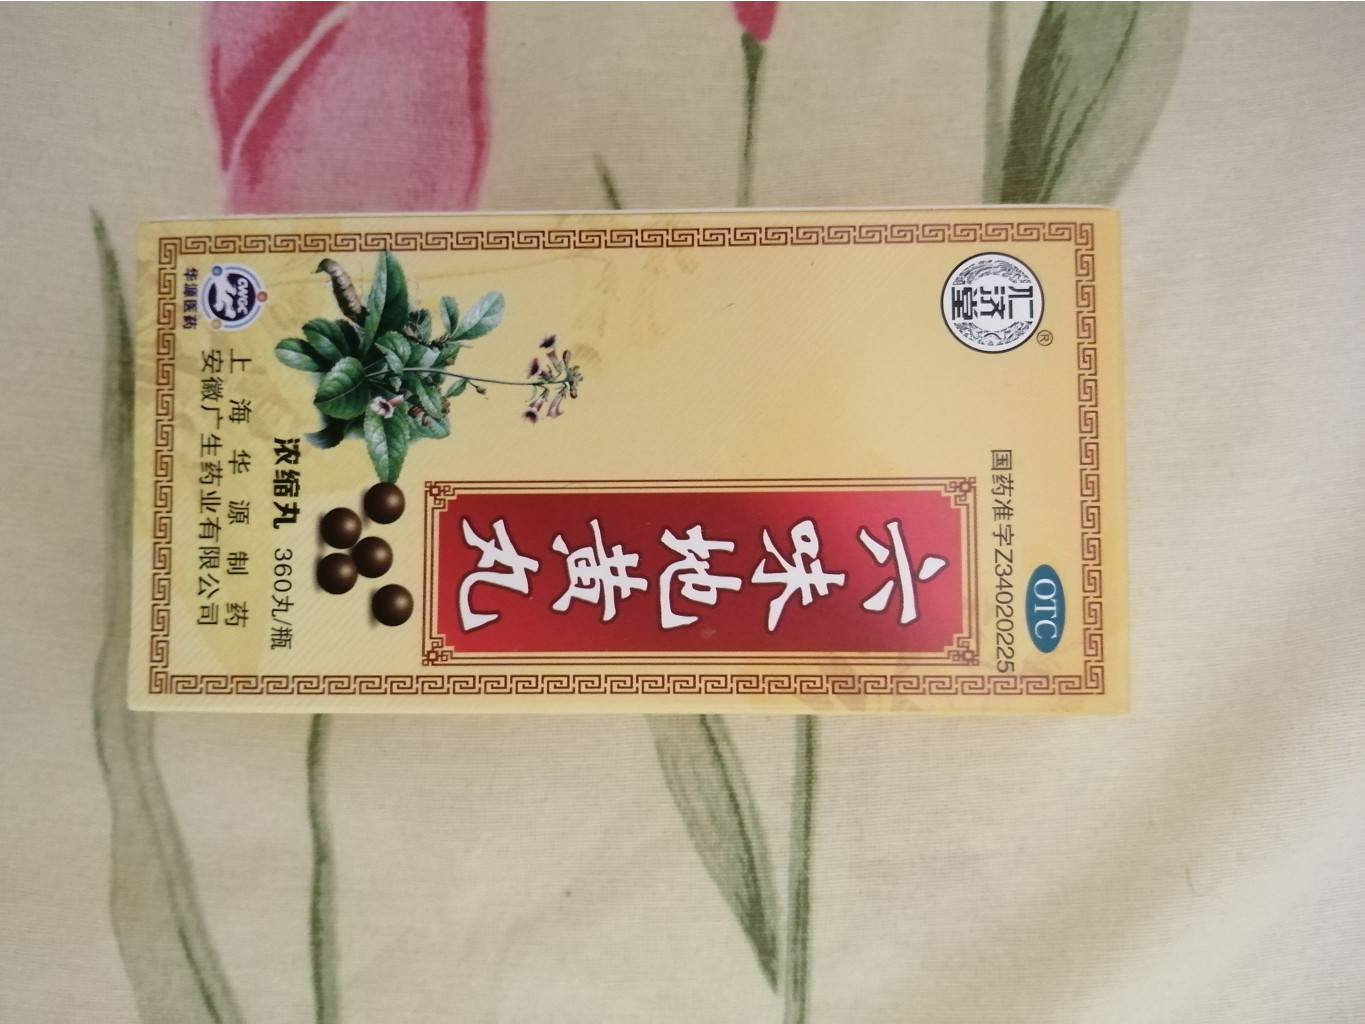 仁济堂
®
OTC
国药准字Z34020225
六味地黄丸
浓缩丸 360丸/瓶
CWGC
华源医药
上海华源制药
安徽广生药业有限公司